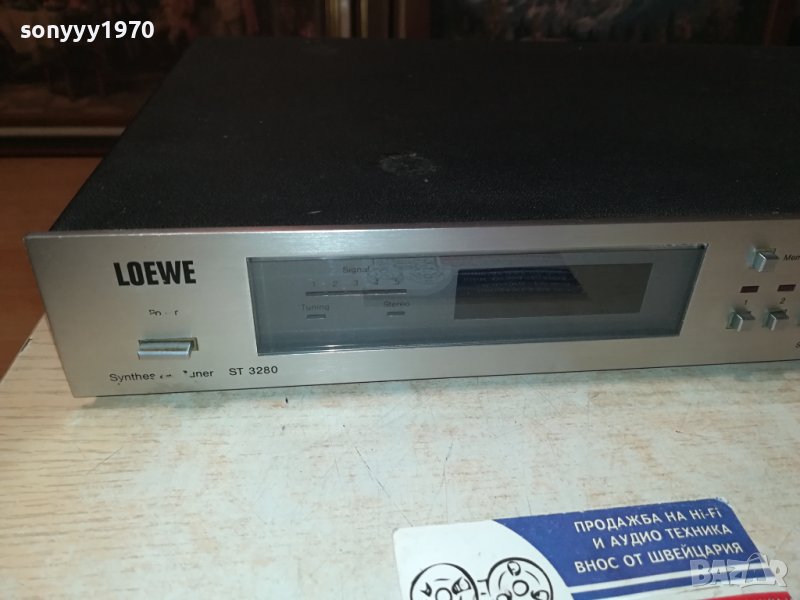 sonyyy1970
LOEWE
Signal
1 2 3 4 5
Tuning
Stereo
1 2
ST 3280
ПРОДАЖБА НА Hi-Fi
И АУДИО ТЕХНИКА
ВНОС ОТ ШВЕЙЦАРИЯ
BAZAR